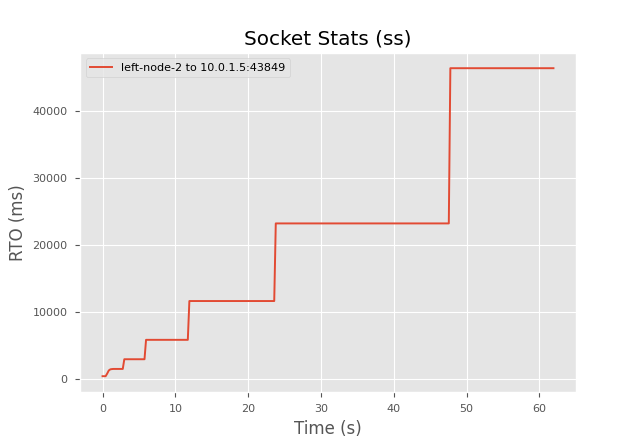 Socket Stats (ss)
left-node-2 to 10.0.1.5:43849
RTO (ms)
40000
30000
20000
10000
0
0 10 20 30 40 50 60
Time (s)